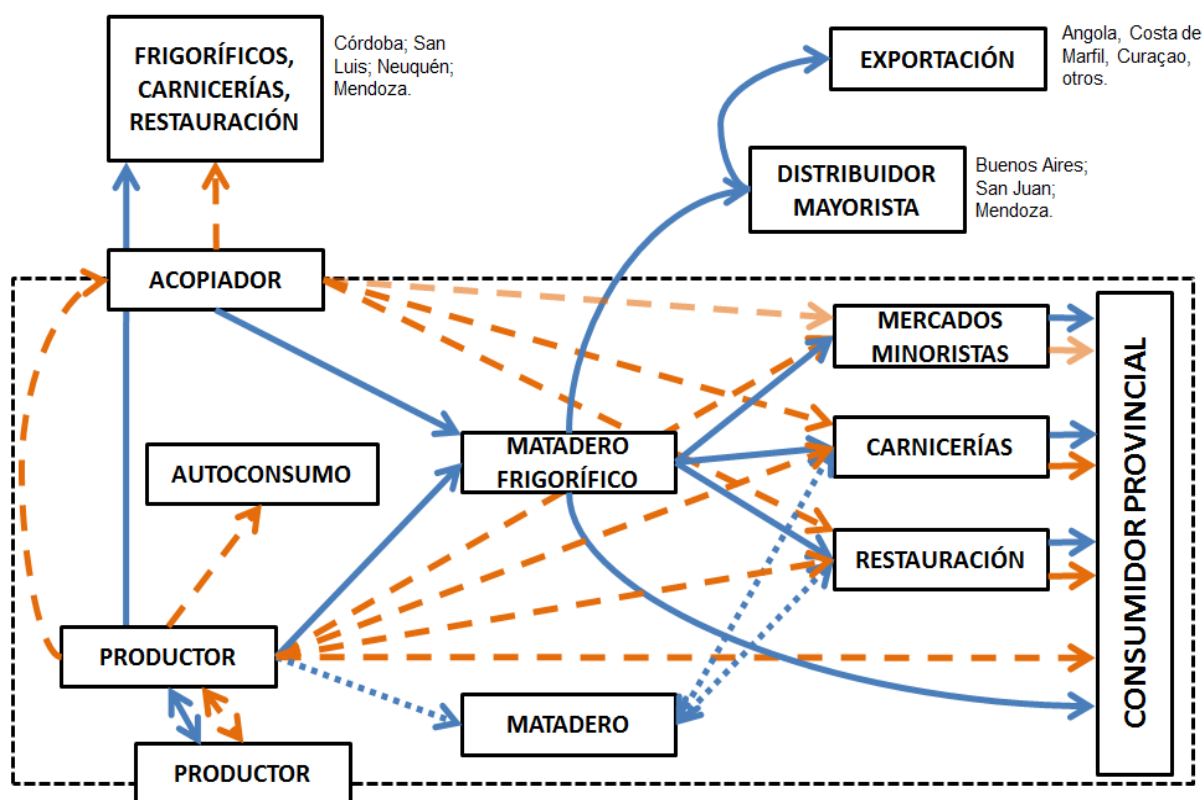 FRIGORÍFICOS,
CARNICERÍAS,
RESTAURACIÓN
Córdoba; San
Luis; Neuquén;
Mendoza.
EXPORTACIÓN
Angola, Costa de
Marfil, Curaçao,
otros.
DISTRIBUIDOR
MAYORISTA
Buenos Aires;
San Juan;
Mendoza.
ACOPIADOR
MERCADOS
MINORISTAS
MATADERO
FRIGORÍFICO
CARNICERÍAS
AUTOCONSUMO
RESTAURACIÓN
CONSUMIDOR PROVINCIAL
PRODUCTOR
MATADERO
PRODUCTOR